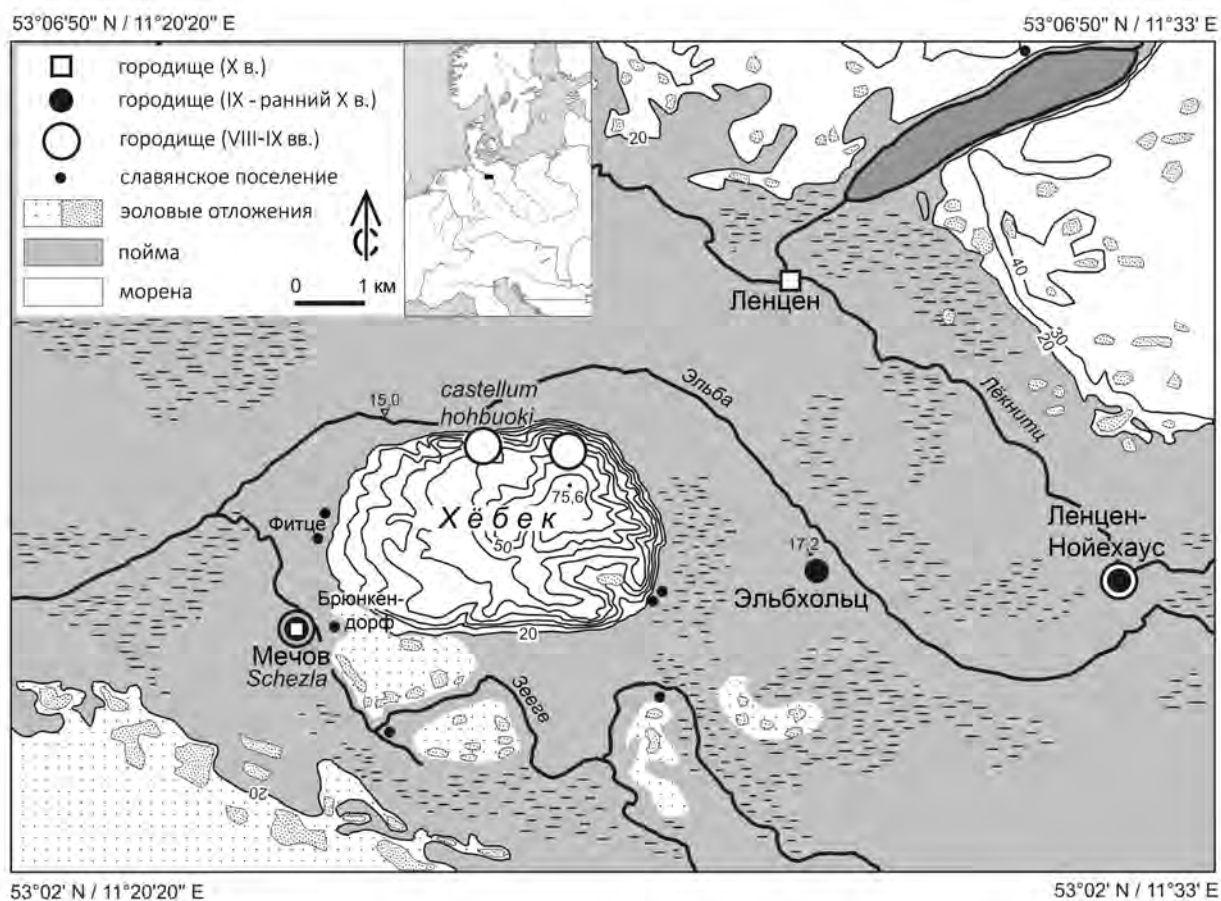 53°06'50" N / 11°20'20" E
53°06'50" N / 11°33' E
городище (X в.)
городище (IX - ранний X в.)
городище (VIII-IX вв.)
славянское поселение
эоловые отложения
пойма
морена
С
0 1 км
20
40
30
20
Ленцен
Эльба
Лёкнитц
castellum
hohbuoki
15,0
75,6
Хёбек
50
Фитце
17,2
Эльбхольц
Ленцен-
Нойехаус
Брюнкен-
дорф
20
Мечов
Schezla
Зееге
20
53°02' N / 11°20'20" E
53°02' N / 11°33' E